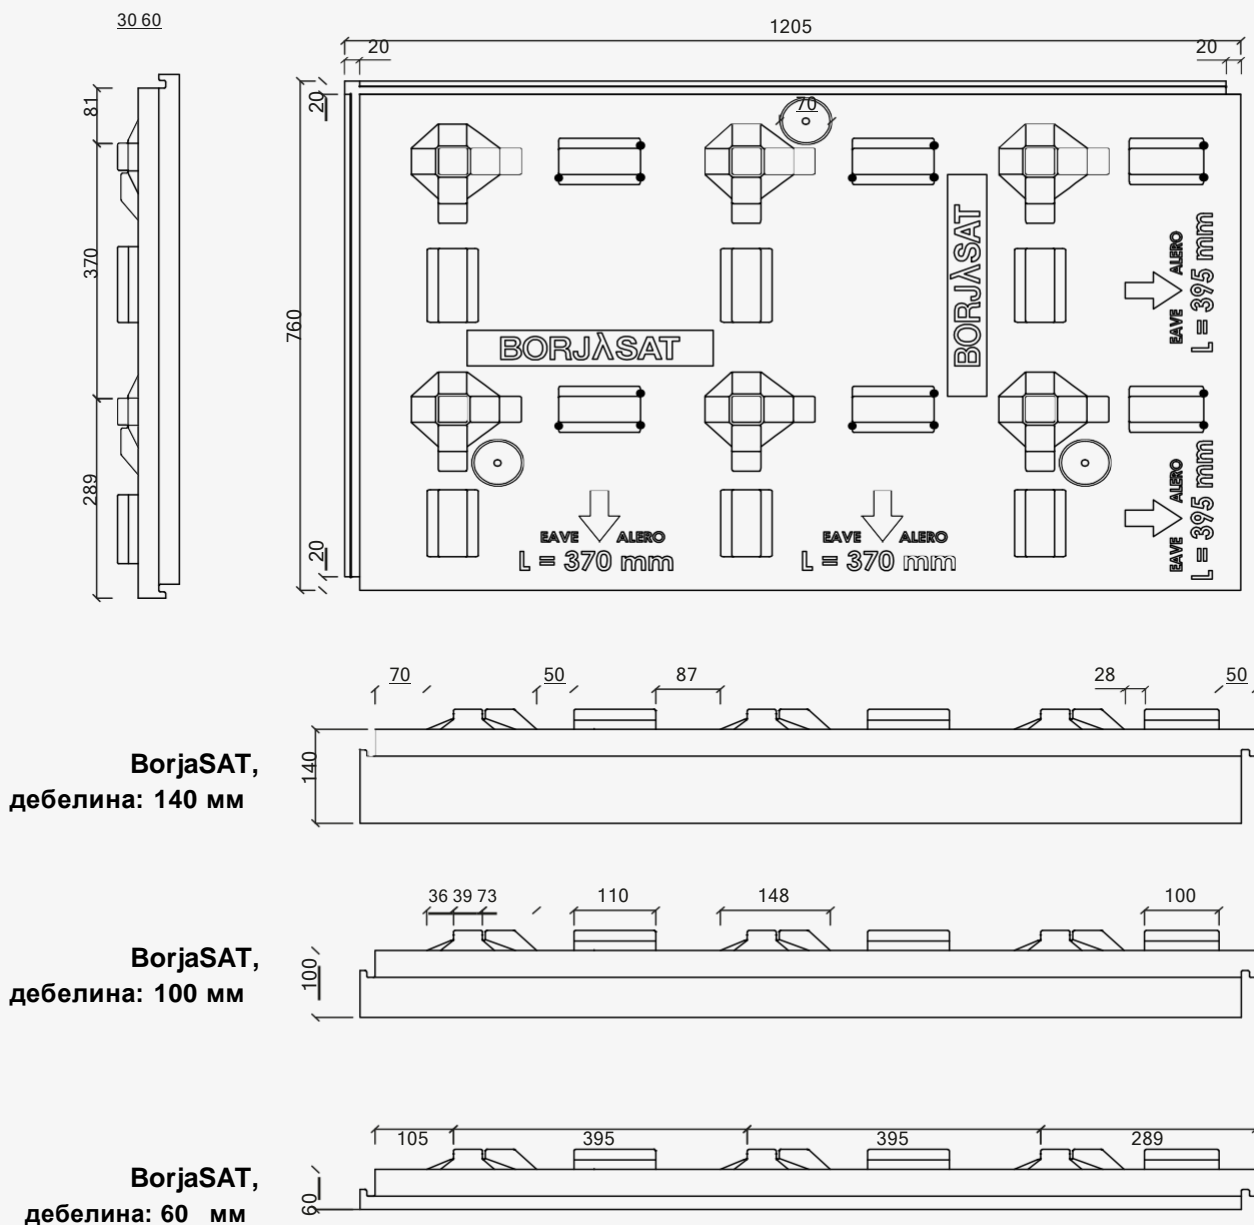 30 60
1205
20
20
81
20
70
370
760
BORJλSAT
BORJλSAT
EAVE ALERO
L = 395 mm
289
20
EAVE ALERO
L = 370 mm
EAVE ALERO
L = 370 mm
EAVE ALERO
L = 395 mm
70
50
87
28
50
140
BorjaSAT,
дебелина: 140 мм
36 39 73
110
148
100
100
BorjaSAT,
дебелина: 100 мм
105
395
395
289
60
BorjaSAT,
дебелина: 60 мм